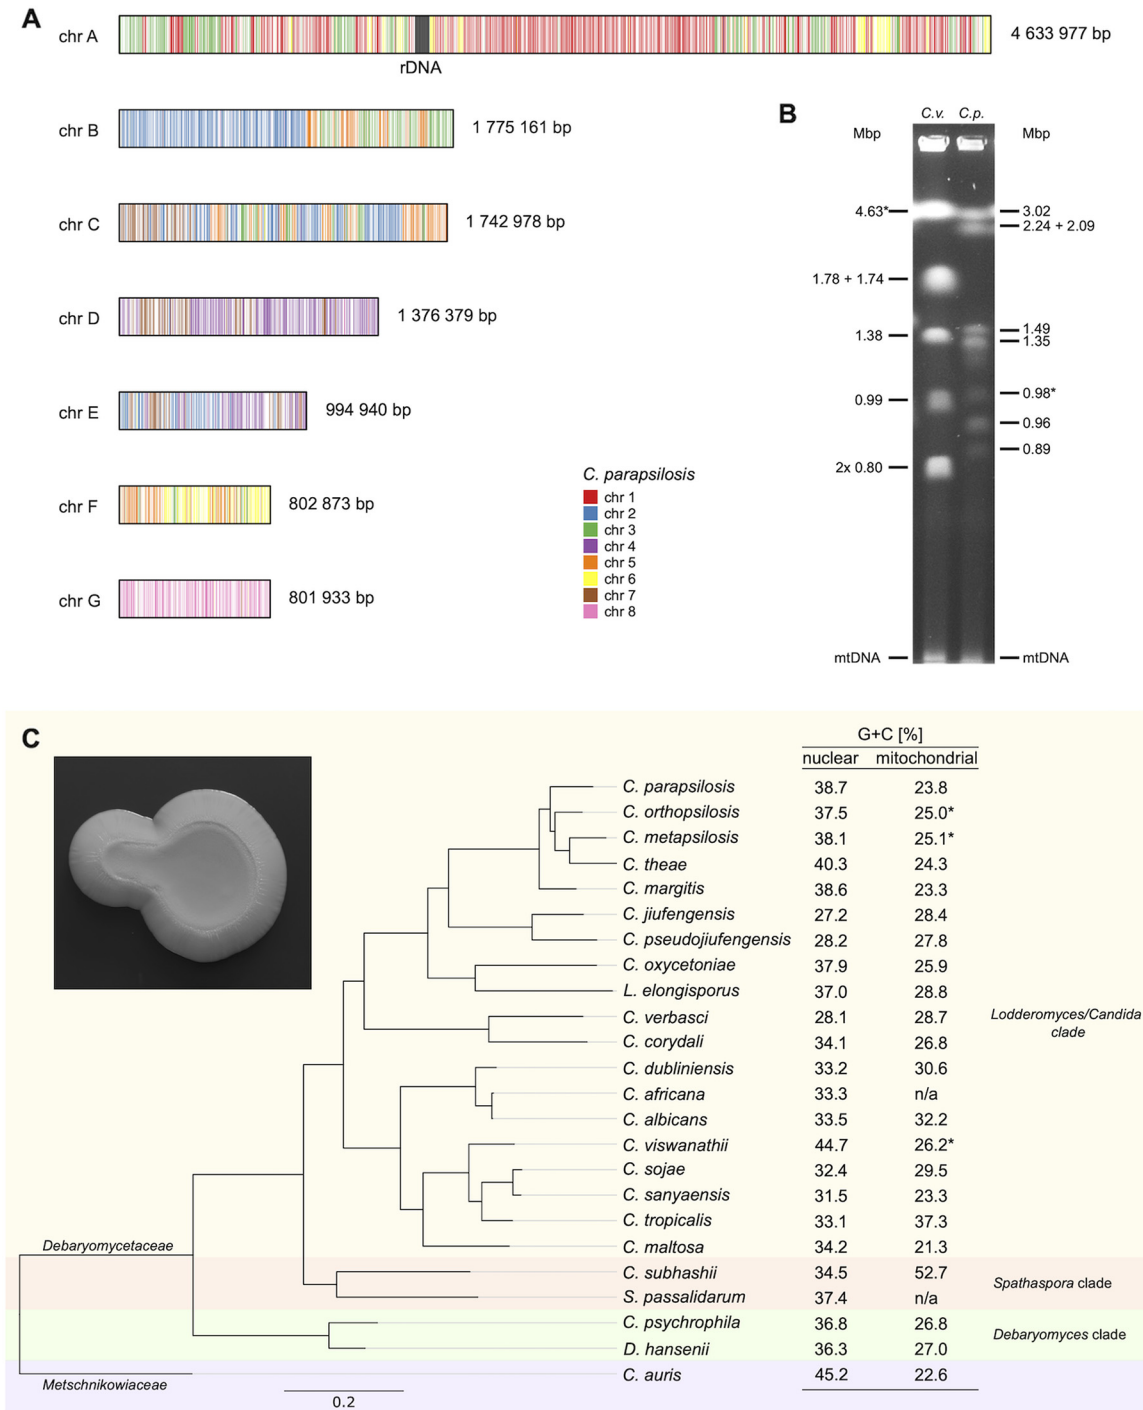 A
chr A
4 633 977 bp
rDNA
chr B
1 775 161 bp
chr C
1 742 978 bp
chr D
1 376 379 bp
chr E
994 940 bp
chr F
802 873 bp
chr G
801 933 bp
C. parapsilosis
chr 1
chr 2
chr 3
chr 4
chr 5
chr 6
chr 7
chr 8
B
C.v. C.p.
Mbp Mbp
4.63* 3.02
2.24 + 2.09
1.78 + 1.74
1.49
1.38 1.35
0.98*
0.99
0.96
0.89
2x 0.80
mtDNA mtDNA
C
G+C [%]
nuclear mitochondrial
C. parapsilosis 38.7 23.8
C. orthopsilosis 37.5 25.0*
C. metapsilosis 38.1 25.1*
C. theae 40.3 24.3
C. margitis 38.6 23.3
C. jiufengensis 27.2 28.4
C. pseudojiufengensis 28.2 27.8
C. oxycetoniae 37.9 25.9
L. elongisporus 37.0 28.8
C. verbasci 28.1 28.7
C. corydali 34.1 26.8
Lodderomyces/Candida
clade
C. dubliniensis 33.2 30.6
C. africana 33.3 n/a
C. albicans 33.5 32.2
C. viswanathii 44.7 26.2*
C. sojae 32.4 29.5
C. sanyaensis 31.5 23.3
C. tropicalis 33.1 37.3
C. maltosa 34.2 21.3
Debaryomycetaceae
C. subhashii 34.5 52.7
S. passalidarum 37.4 n/a
Spathaspora clade
C. psychrophila 36.8 26.8
D. hansenii 36.3 27.0
Debaryomyces clade
C. auris 45.2 22.6
Metschnikowiaceae
0.2